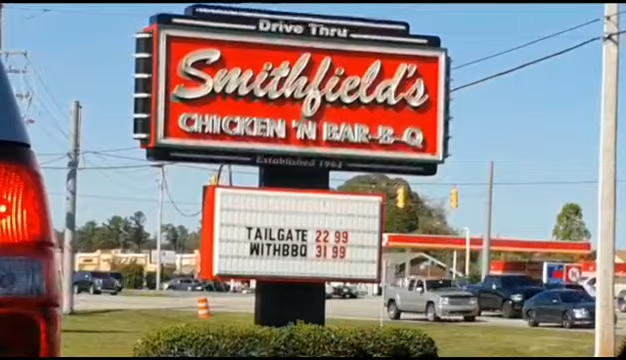 Drive Thru
Smithfield's
CHICKEN 'N BAR-B-Q
Established 1964
TAILGATE 22 99
WITHBBQ 31 99